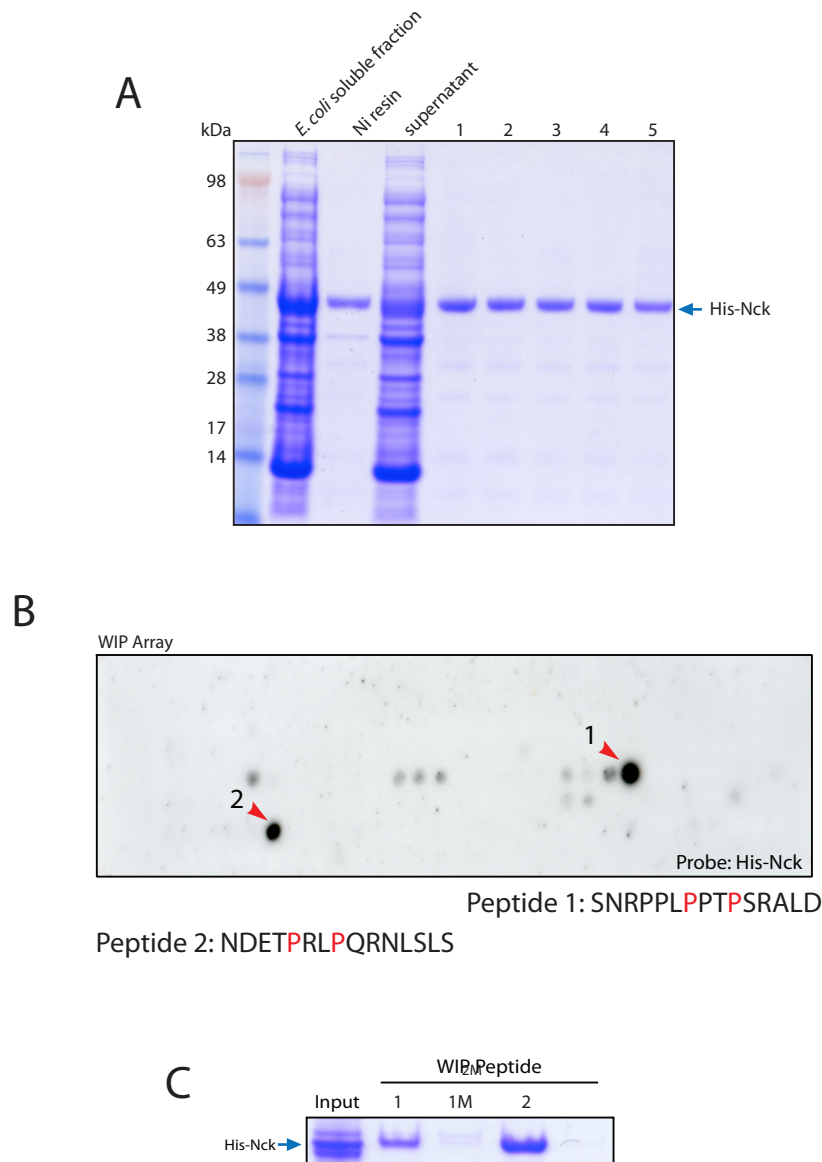 A
kDa
E. coli soluble fraction
Ni resin
supernatant
1 2 3 4 5
98
63
49
38
28
17
14
His-Nck
B
WIP Array
1
2
Probe: His-Nck
Peptide 1: SNRPPLPPTPSRALD
Peptide 2: NDETPRLPQRNLSLS
C
WIP Peptide
2M
Input 1 1M 2
His-Nck